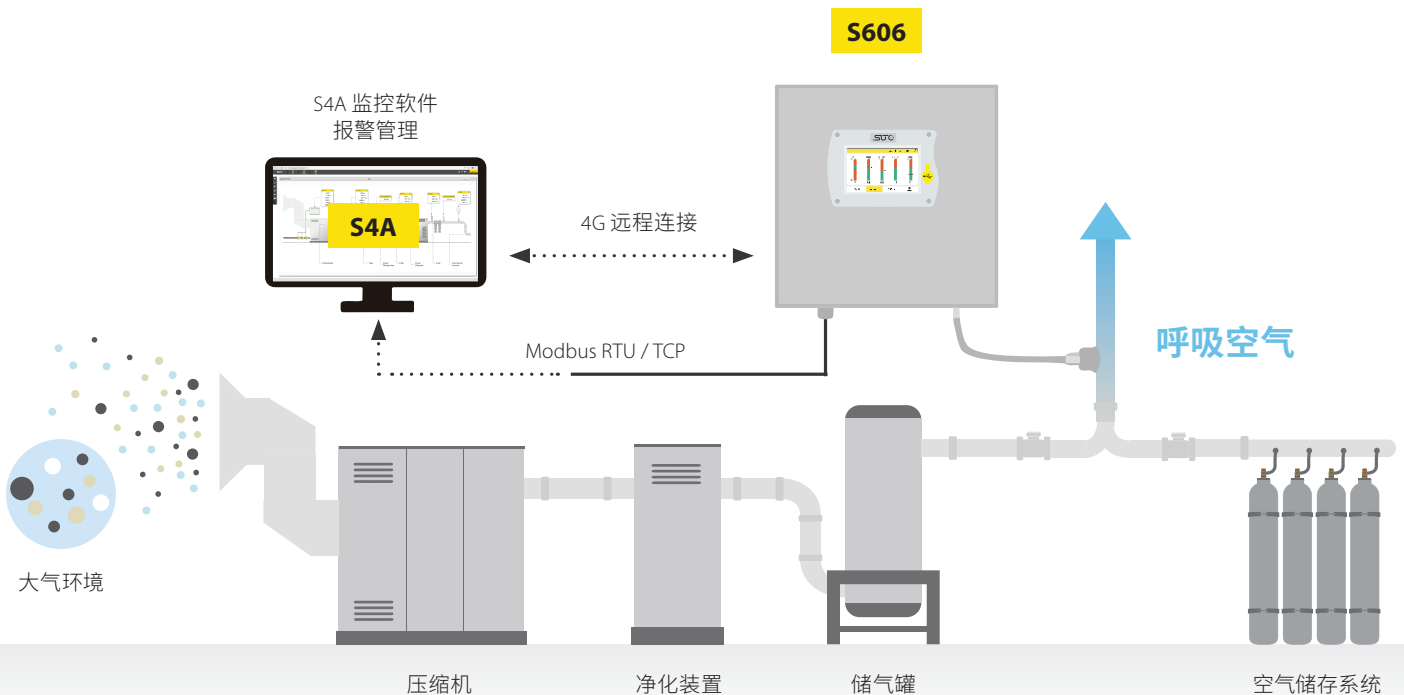 S606
S4A 监控软件
报警管理
SUTO
S4A
4G 远程连接
Modbus RTU / TCP
呼吸空气
大气环境
压缩机
净化装置
储气罐
空气储存系统